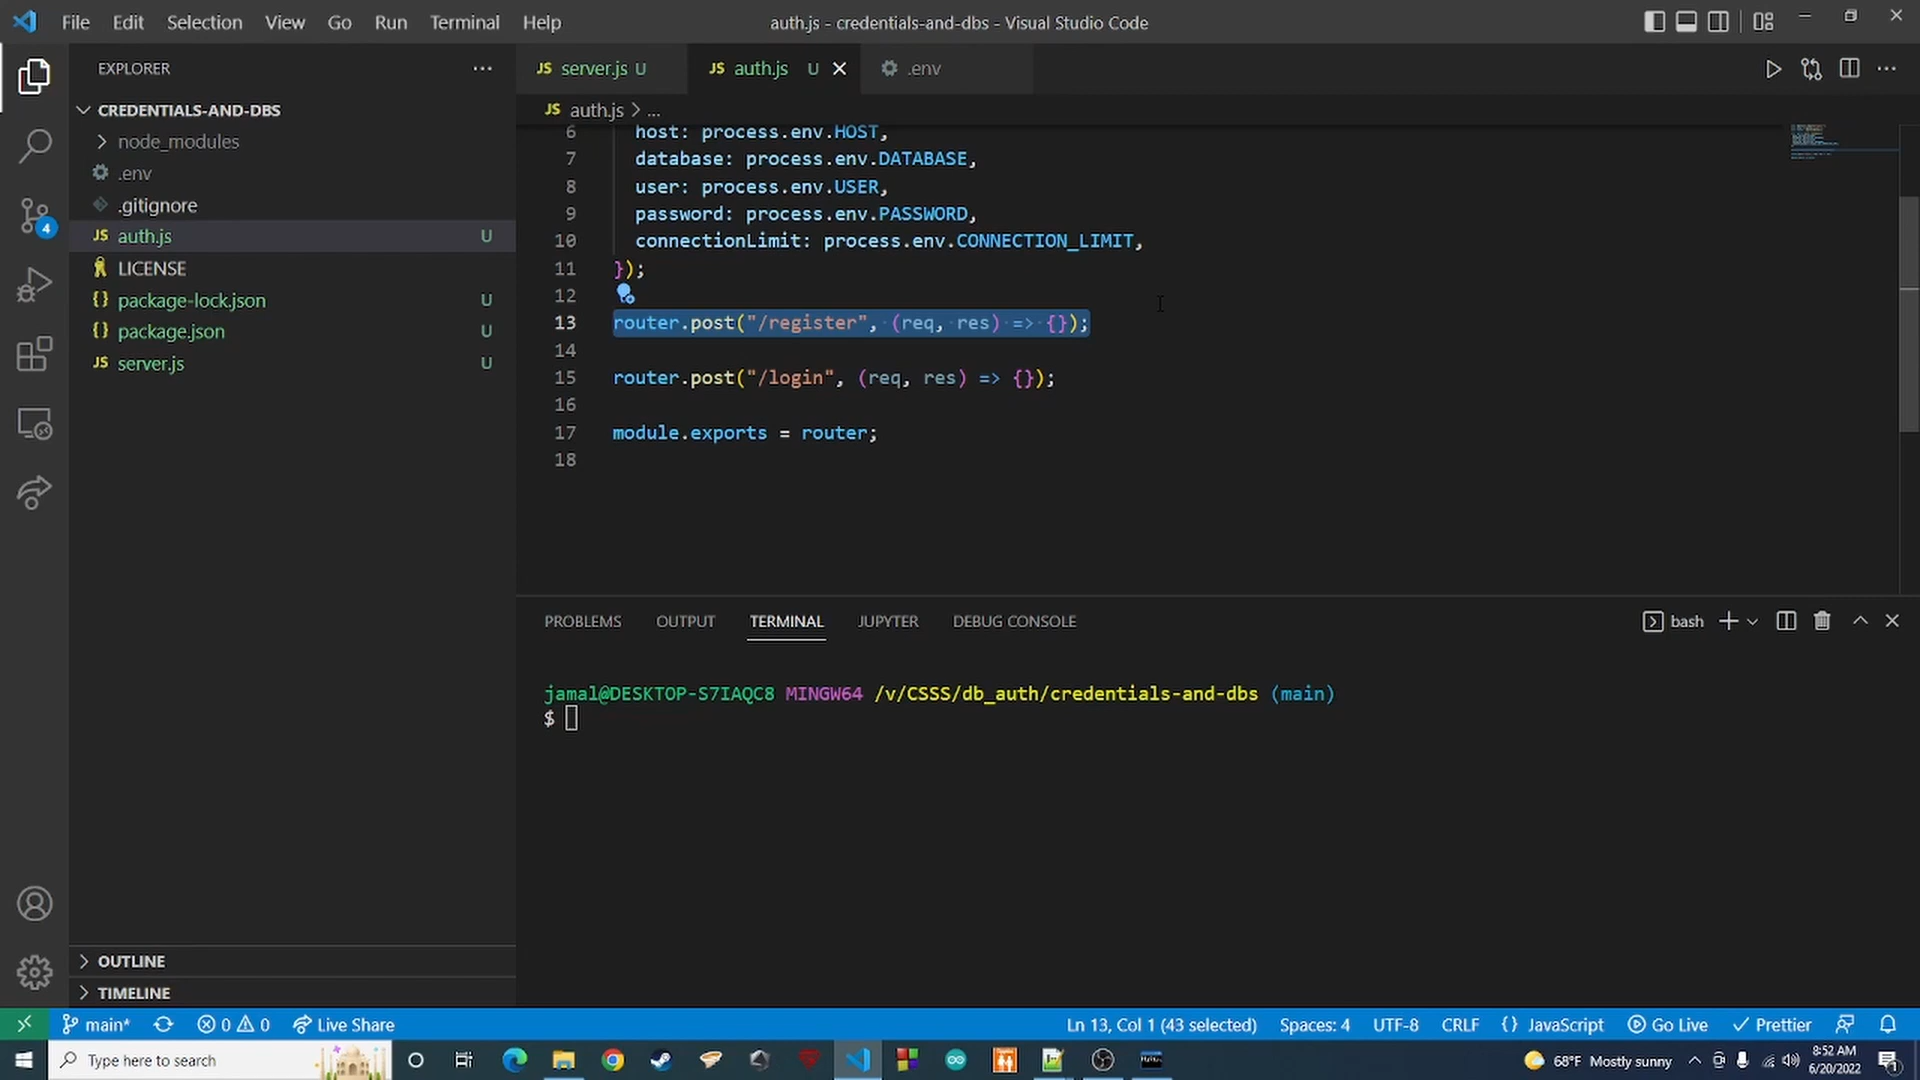 File Edit Selection View Go Run Terminal Help
auth.js - credentials-and-dbs - Visual Studio Code
EXPLORER
CREDENTIALS-AND-DBS
node_modules
.env
.gitignore
JS auth.js U
LICENSE
{} package-lock.json U
{} package.json U
JS server.js U
OUTLINE
TIMELINE
4
JS server.js U
JS auth.js U
.env
JS auth.js > ...
6 host: process.env.HOST,
7 database: process.env.DATABASE,
8 user: process.env.USER,
9 password: process.env.PASSWORD,
10 connectionLimit: process.env.CONNECTION_LIMIT,
11 });
12
13 router.post("/register", (req, res) => {});
14
15 router.post("/login", (req, res) => {});
16
17 module.exports = router;
18
PROBLEMS OUTPUT TERMINAL JUPYTER DEBUG CONSOLE
bash
jamal@DESKTOP-S7IAQC8 MINGW64 /v/CSSS/db_auth/credentials-and-dbs (main)
$
main* 0 0 Live Share
Ln 13, Col 1 (43 selected) Spaces: 4 UTF-8 CRLF {} JavaScript Go Live Prettier
Type here to search
68°F Mostly sunny
8:52 AM
6/20/2022
1